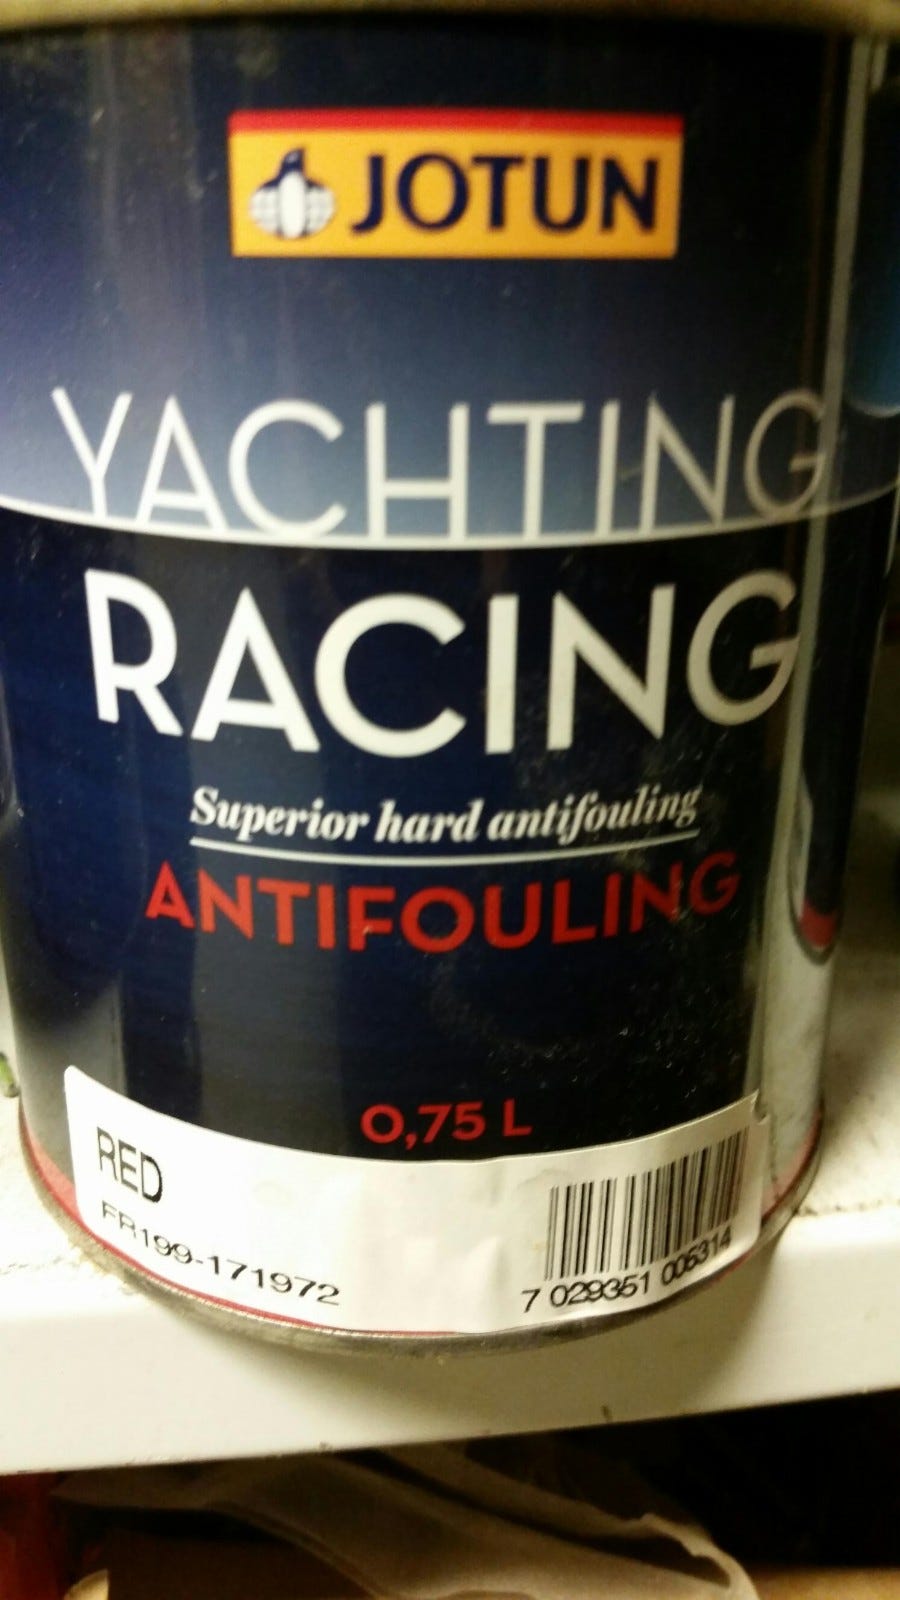 JOTUN
YACHTING
RACING
Superior hard antifouling
ANTIFOULING
0,75 L
RED
FR199-171972
7 029351 006314